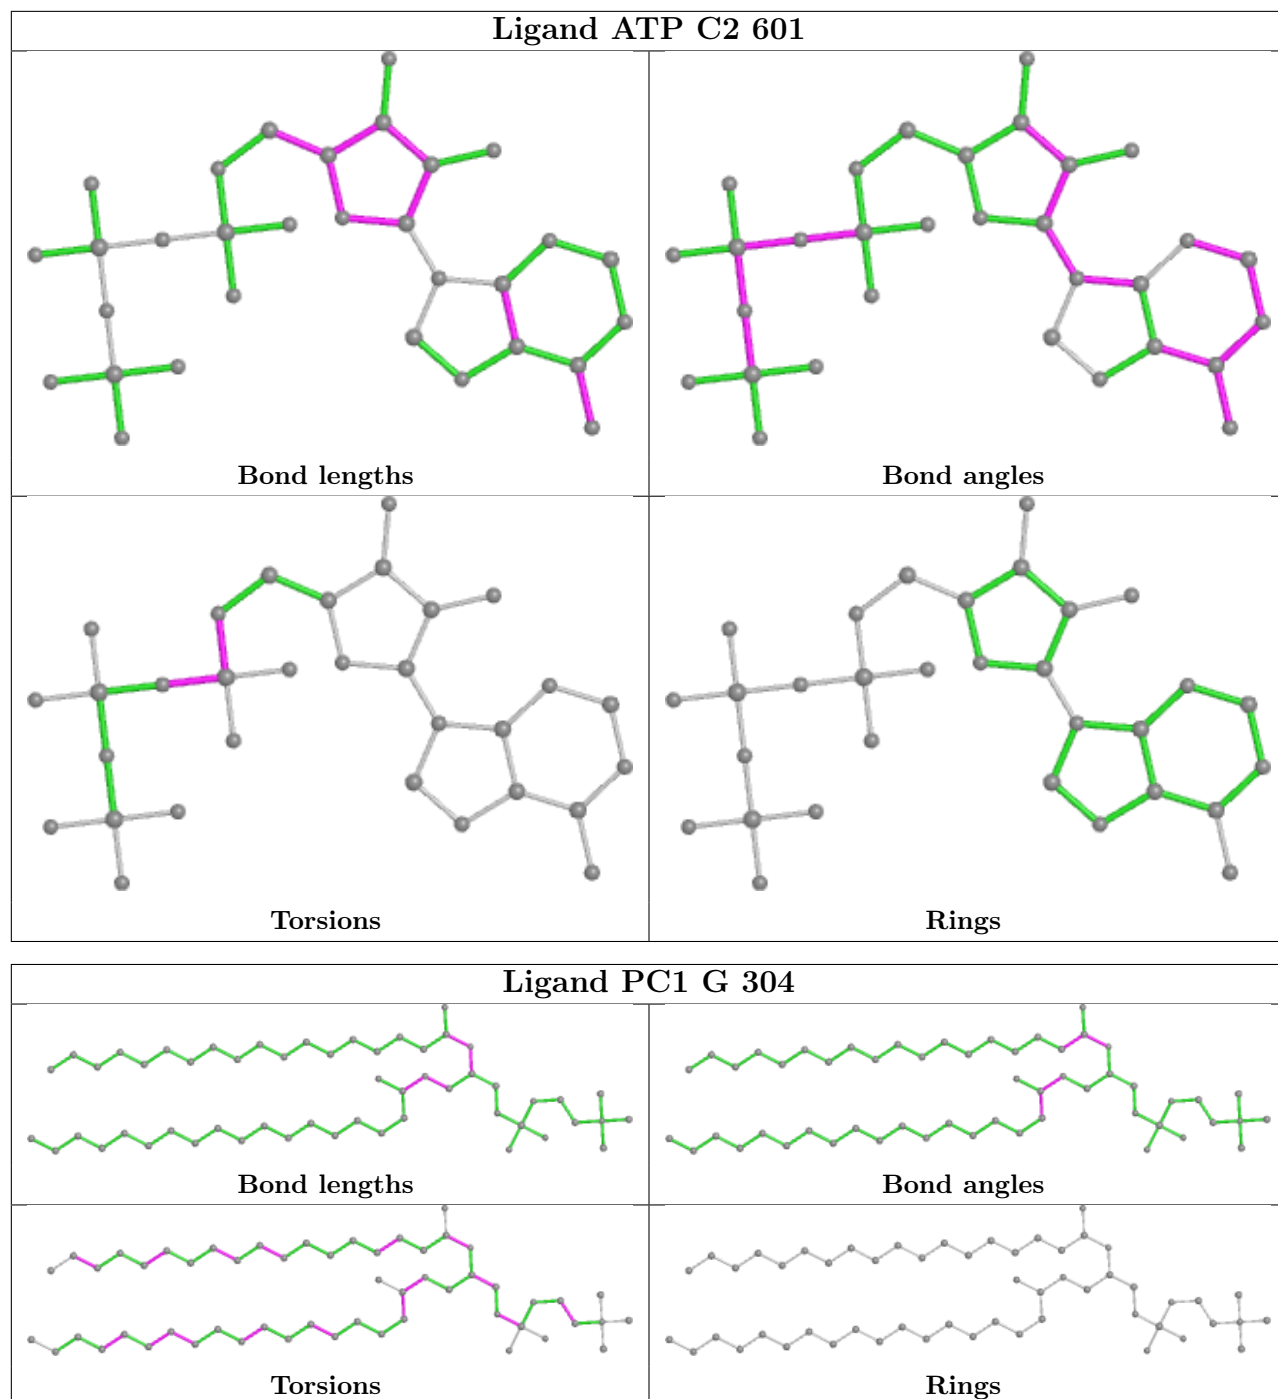 Ligand ATP C2 601
Bond lengths
Bond angles
Torsions
Rings
Ligand PC1 G 304
Bond lengths
Bond angles
Torsions
Rings